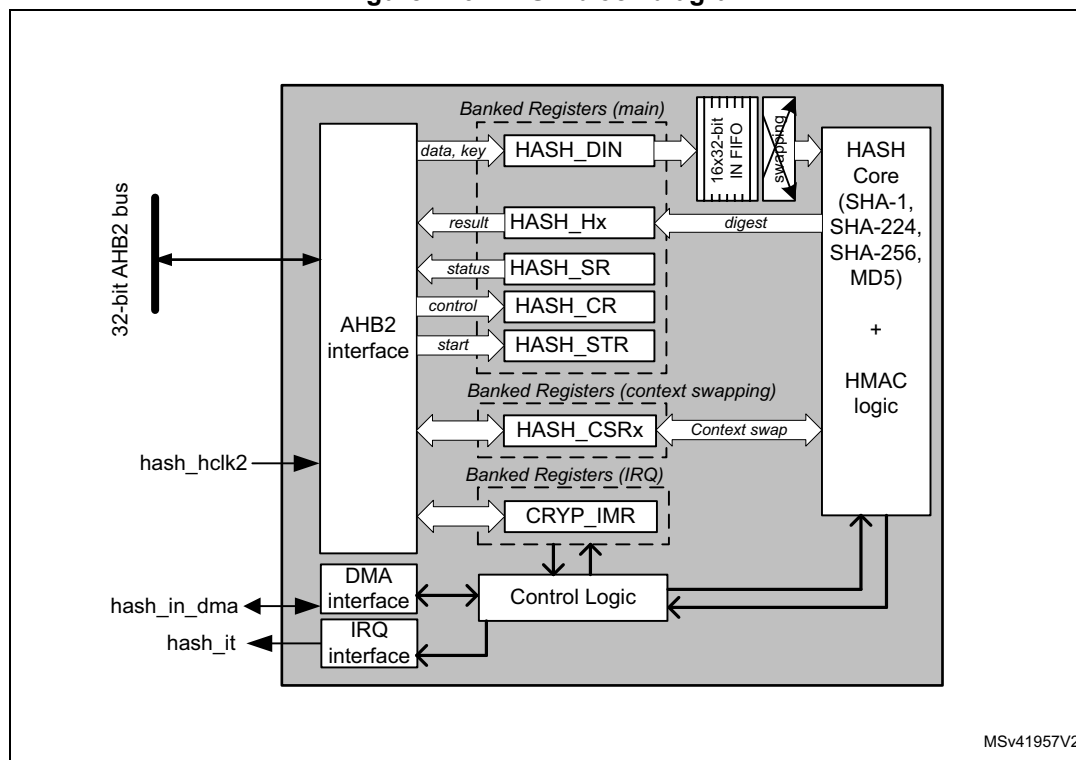 Banked Registers (main)
data, key
HASH_DIN
16x32-bit
IN FIFO
swapping
HASH
Core
(SHA-1,
SHA-224,
SHA-256,
MD5)
+
HMAC
logic
result
HASH_Hx
digest
status
HASH_SR
control
HASH_CR
start
HASH_STR
32-bit AHB2 bus
AHB2
interface
Banked Registers (context swapping)
HASH_CSRx
Context swap
hash_hclk2
Banked Registers (IRQ)
CRYP_IMR
DMA
interface
Control Logic
hash_in_dma
hash_it
IRQ
interface
MSv41957V2